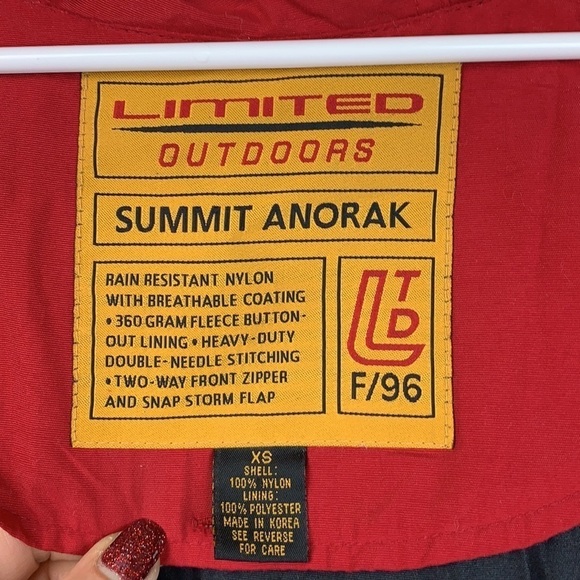 LIMITED
OUTDOORS
SUMMIT ANORAK
RAIN RESISTANT NYLON
WITH BREATHABLE COATING
• 360 GRAM FLEECE BUTTON-
OUT LINING • HEAVY-DUTY
DOUBLE-NEEDLE STITCHING
• TWO-WAY FRONT ZIPPER
AND SNAP STORM FLAP
LTD
F/96
XS
SHELL:
100% NYLON
LINING:
100% POLYESTER
MADE IN KOREA
SEE REVERSE
FOR CARE